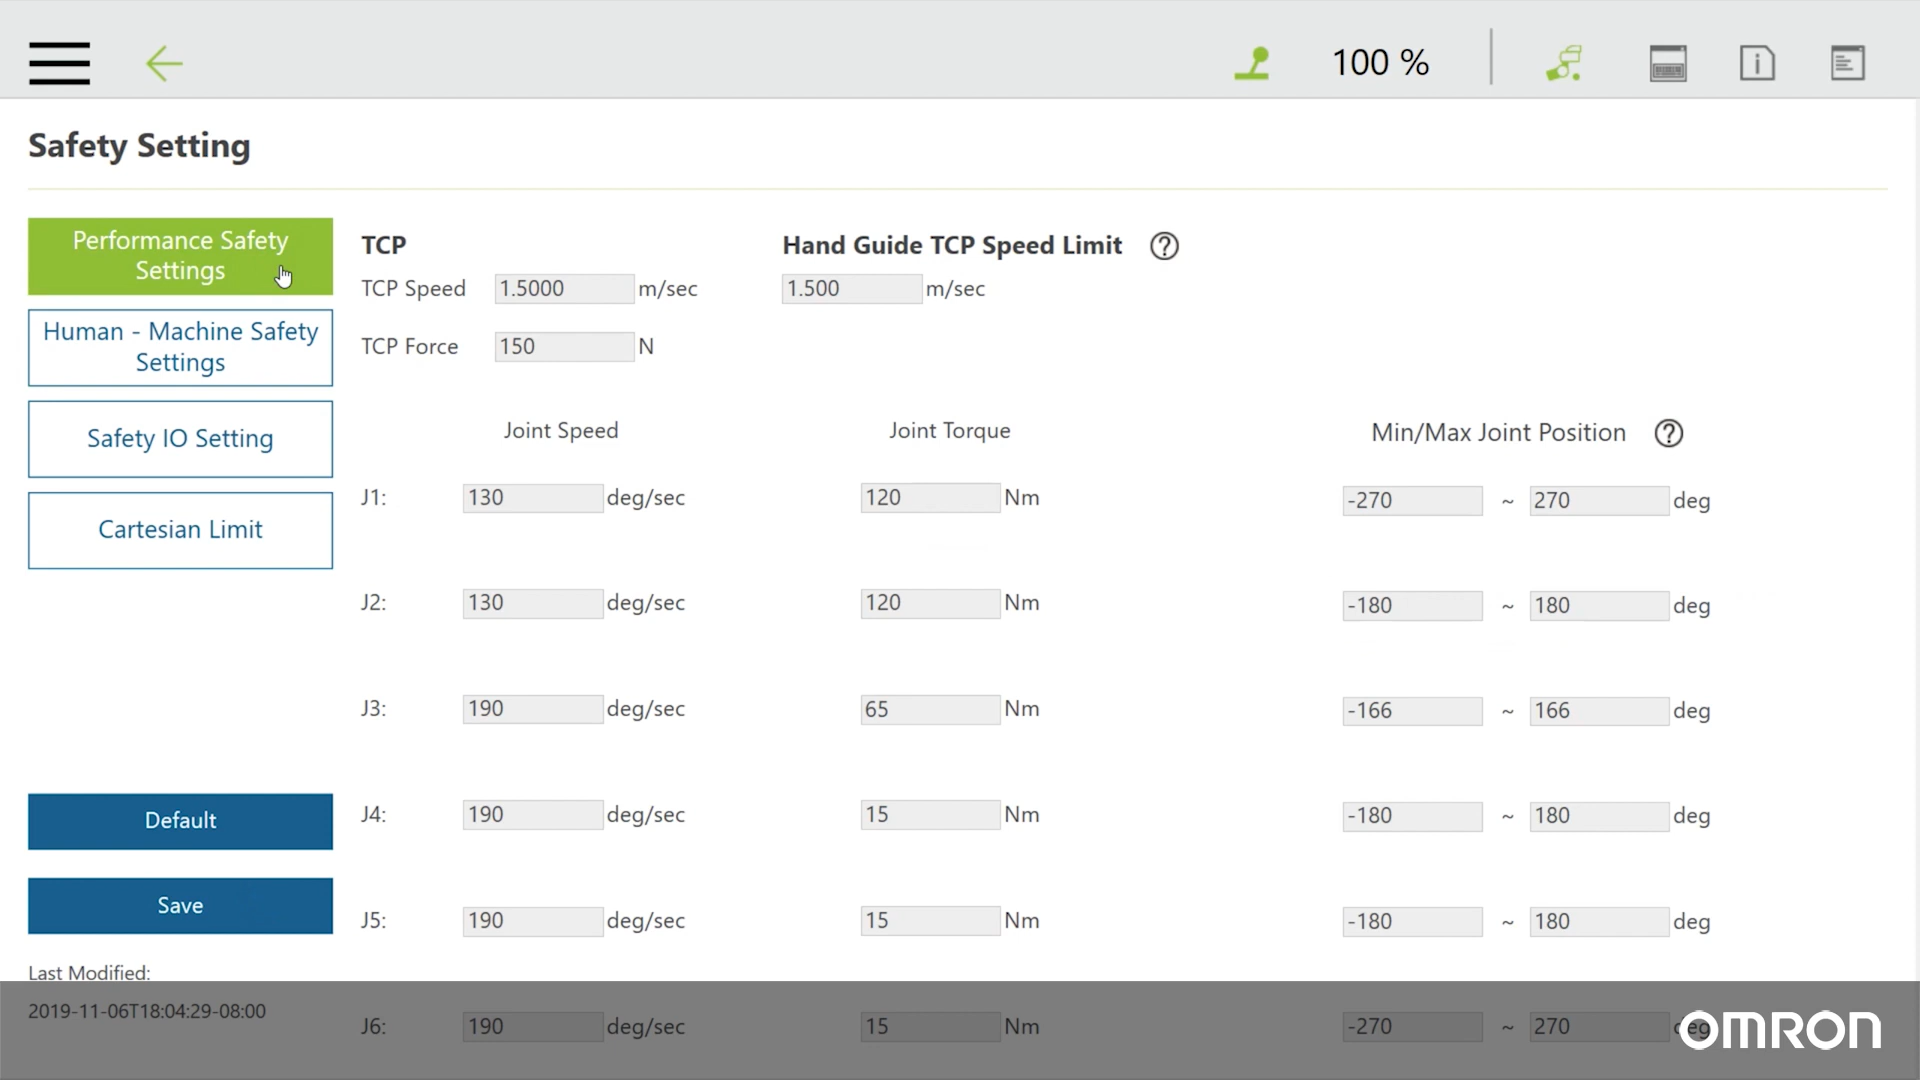 100 %
Safety Setting
Performance Safety
Settings
Human - Machine Safety
Settings
Safety IO Setting
Cartesian Limit
Default
Save
Last Modified:
2019-11-06T18:04:29-08:00
TCP
TCP Speed 1.5000 m/sec
TCP Force 150 N
Hand Guide TCP Speed Limit ?
1.500 m/sec
Joint Speed Joint Torque Min/Max Joint Position ?
J1: 130 deg/sec 120 Nm -270 ~ 270 deg
J2: 130 deg/sec 120 Nm -180 ~ 180 deg
J3: 190 deg/sec 65 Nm -166 ~ 166 deg
J4: 190 deg/sec 15 Nm -180 ~ 180 deg
J5: 190 deg/sec 15 Nm -180 ~ 180 deg
J6: 190 deg/sec 15 Nm -270 ~ 270 deg
OMRON